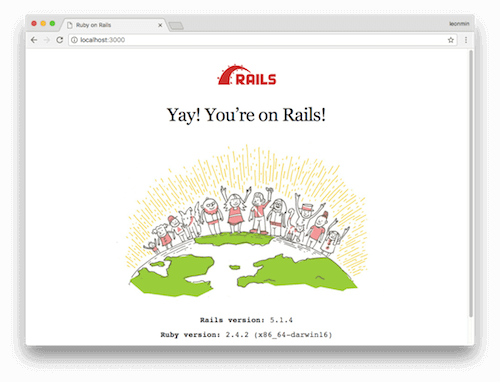 Ruby on Rails
leonmin
localhost:3000
RAILS
Yay! You’re on Rails!
Rails version: 5.1.4
Ruby version: 2.4.2 (x86_64-darwin16)